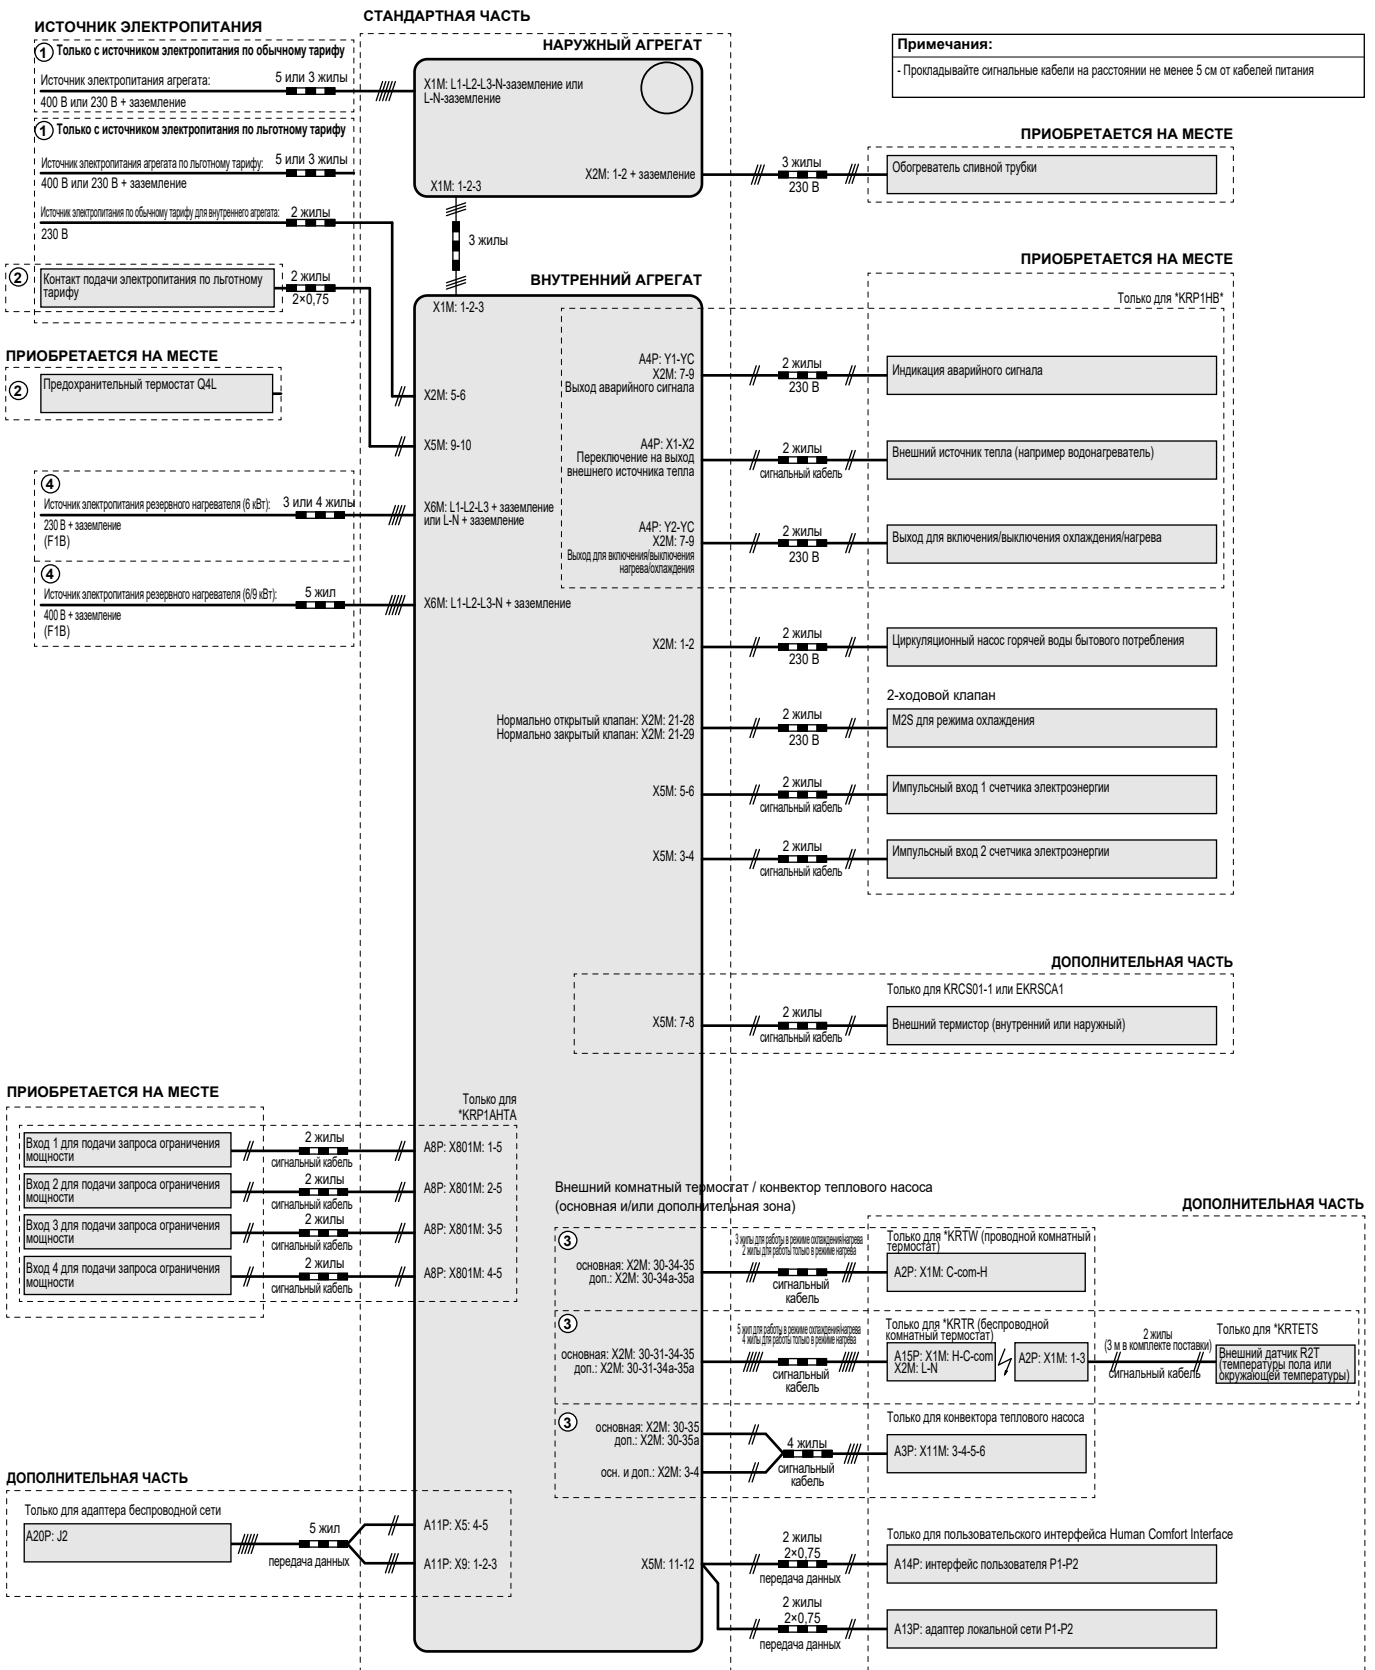 СТАНДАРТНАЯ ЧАСТЬ
ИСТОЧНИК ЭЛЕКТРОПИТАНИЯ
1 Только с источником электропитания по обычному тарифу
Источник электропитания агрегата:
5 или 3 жилы
400 В или 230 В + заземление
1 Только с источником электропитания по льготному тарифу
Источник электропитания агрегата по льготному тарифу:
5 или 3 жилы
400 В или 230 В + заземление
Источник электропитания по обычному тарифу для внутреннего агрегата:
2 жилы
230 В
2
Контакт подачи электропитания по льготному
тарифу
2 жилы
2×0,75
ПРИОБРЕТАЕТСЯ НА МЕСТЕ
2
Предохранительный термостат Q4L
4
Источник электропитания резервного нагревателя (6 кВт):
3 или 4 жилы
230 В + заземление
(F1B)
4
Источник электропитания резервного нагревателя (6/9 кВт):
5 жил
400 В + заземление
(F1B)
НАРУЖНЫЙ АГРЕГАТ
X1M: L1-L2-L3-N-заземление или
L-N-заземление
X2M: 1-2 + заземление
X1M: 1-2-3
3 жилы
ВНУТРЕННИЙ АГРЕГАТ
X1M: 1-2-3
X2M: 5-6
X5M: 9-10
X6M: L1-L2-L3 + заземление
или L-N + заземление
X6M: L1-L2-L3-N + заземление
Примечания:
- Прокладывайте сигнальные кабели на расстоянии не менее 5 см от кабелей питания
ПРИОБРЕТАЕТСЯ НА МЕСТЕ
3 жилы
230 В
Обогреватель сливной трубки
ПРИОБРЕТАЕТСЯ НА МЕСТЕ
Только для *KRP1HB*
A4P: Y1-YC
X2M: 7-9
Выход аварийного сигнала
2 жилы
230 В
Индикация аварийного сигнала
A4P: X1-X2
Переключение на выход
внешнего источника тепла
2 жилы
сигнальный кабель
Внешний источник тепла (например водонагреватель)
A4P: Y2-YC
X2M: 7-9
Выход для включения/выключения
нагрева/охлаждения
2 жилы
230 В
Выход для включения/выключения охлаждения/нагрева
X2M: 1-2
2 жилы
230 В
Циркуляционный насос горячей воды бытового потребления
2-ходовой клапан
Нормально открытый клапан: X2M: 21-28
Нормально закрытый клапан: X2M: 21-29
2 жилы
230 В
M2S для режима охлаждения
X5M: 5-6
2 жилы
сигнальный кабель
Импульсный вход 1 счетчика электроэнергии
X5M: 3-4
2 жилы
сигнальный кабель
Импульсный вход 2 счетчика электроэнергии
ДОПОЛНИТЕЛЬНАЯ ЧАСТЬ
Только для KRCS01-1 или EKRSCA1
X5M: 7-8
2 жилы
сигнальный кабель
Внешний термистор (внутренний или наружный)
ПРИОБРЕТАЕТСЯ НА МЕСТЕ
Только для
*KRP1AHTA
Вход 1 для подачи запроса ограничения
мощности
2 жилы
сигнальный кабель
A8P: X801M: 1-5
Вход 2 для подачи запроса ограничения
мощности
2 жилы
сигнальный кабель
A8P: X801M: 2-5
Вход 3 для подачи запроса ограничения
мощности
2 жилы
сигнальный кабель
A8P: X801M: 3-5
Вход 4 для подачи запроса ограничения
мощности
2 жилы
сигнальный кабель
A8P: X801M: 4-5
Внешний комнатный термостат / конвектор теплового насоса
(основная и/или дополнительная зона)
ДОПОЛНИТЕЛЬНАЯ ЧАСТЬ
3
основная: X2M: 30-34-35
доп.: X2M: 30-34a-35a
3 жилы для работы в режиме охлаждения/нагрева
2 жилы для работы только в режиме нагрева
сигнальный
кабель
Только для *KRTW (проводной комнатный
термостат)
A2P: X1M: C-com-H
3
основная: X2M: 30-31-34-35
доп.: X2M: 30-31-34a-35a
5 жил для работы в режиме охлаждения/нагрева
4 жилы для работы только в режиме нагрева
сигнальный
кабель
Только для *KRTR (беспроводной
комнатный термостат)
A15P: X1M: H-C-com
X2M: L-N
A2P: X1M: 1-3
2 жилы
(3 м в комплекте поставки)
сигнальный кабель
Только для *KRTETS
Внешний датчик R2T
(температуры пола или
окружающей температуры)
3
основная: X2M: 30-35
доп.: X2M: 30-35a
осн. и доп.: X2M: 3-4
4 жилы
сигнальный
кабель
Только для конвектора теплового насоса
A3P: X11M: 3-4-5-6
ДОПОЛНИТЕЛЬНАЯ ЧАСТЬ
Только для адаптера беспроводной сети
A20P: J2
5 жил
передача данных
A11P: X5: 4-5
A11P: X9: 1-2-3
X5M: 11-12
2 жилы
2×0,75
передача данных
Только для пользовательского интерфейса Human Comfort Interface
A14P: интерфейс пользователя P1-P2
2 жилы
2×0,75
передача данных
A13P: адаптер локальной сети P1-P2